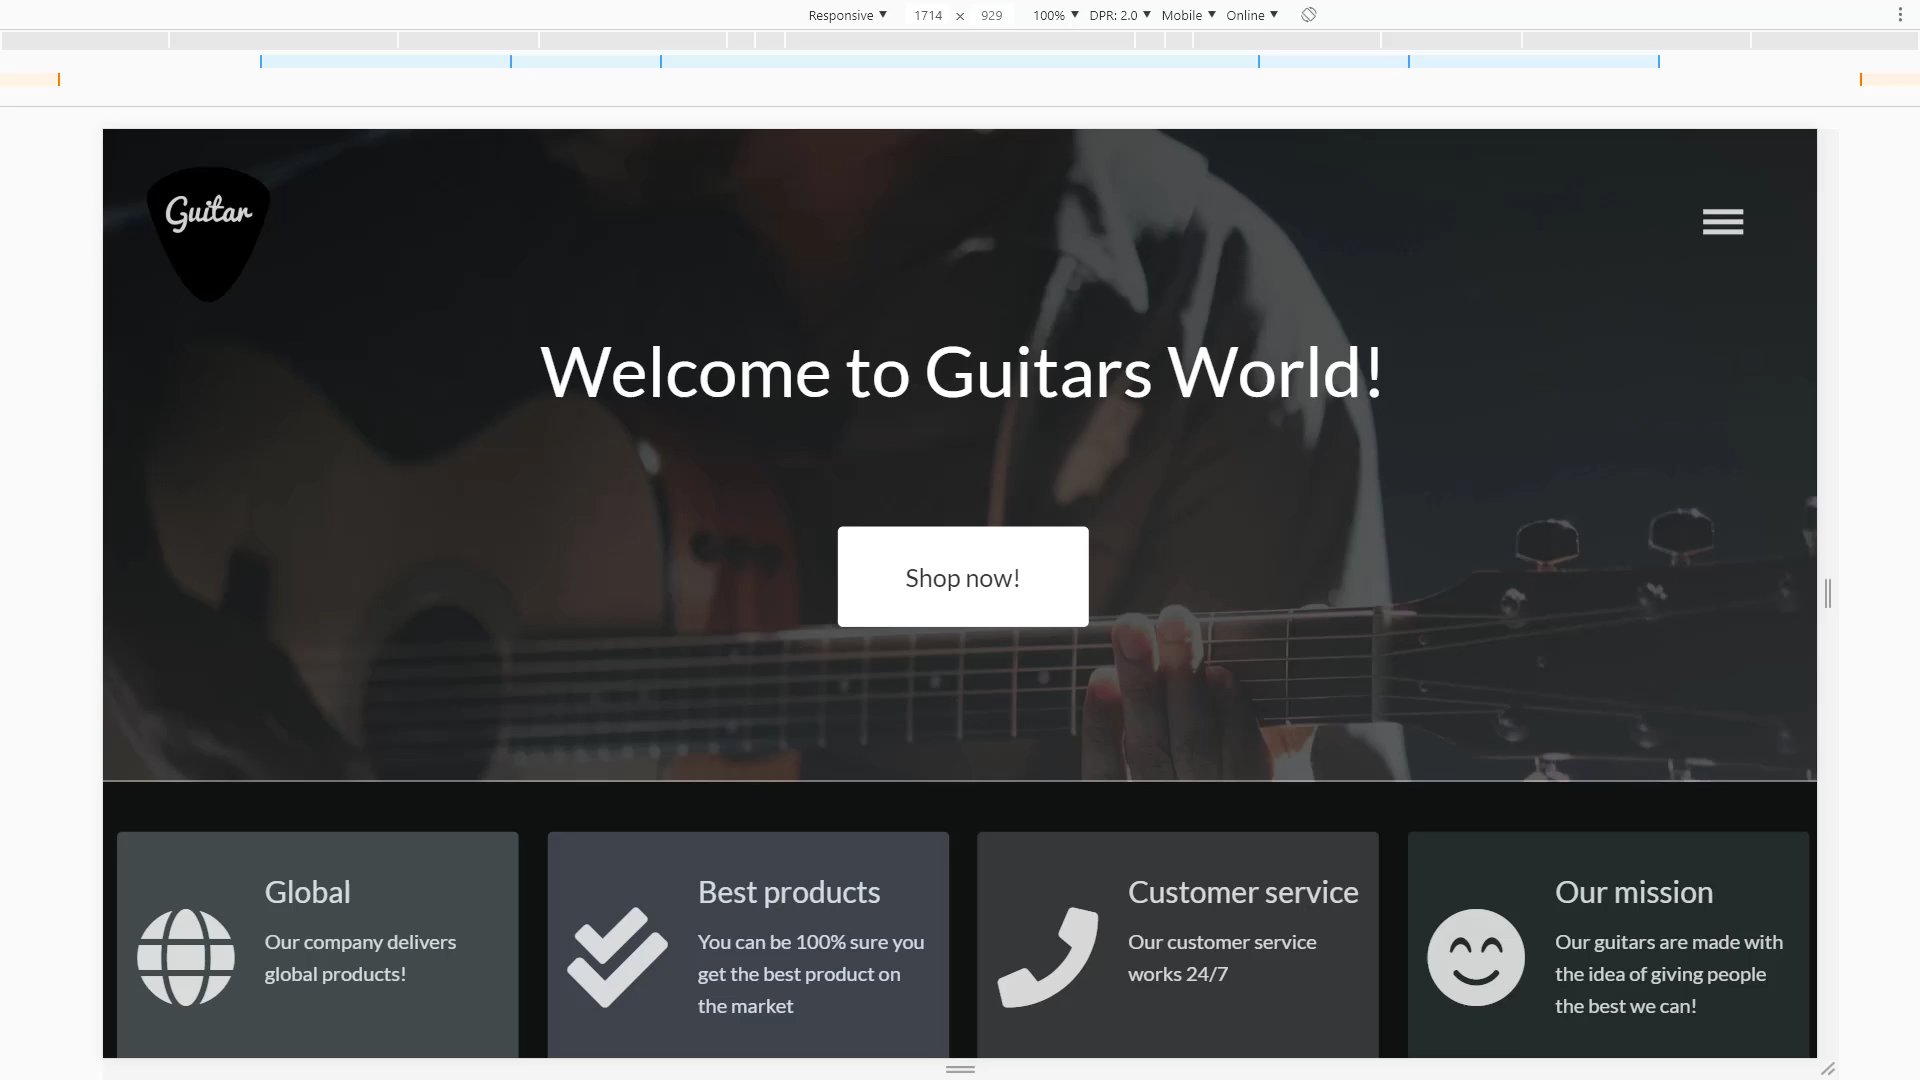 Responsive ▼ 1714 × 929 100% ▼ DPR: 2.0 ▼ Mobile ▼ Online ▼
Guitar
Welcome to Guitars World!
Shop now!
Global
Our company delivers
global products!
Best products
You can be 100% sure you
get the best product on
the market
Customer service
Our customer service
works 24/7
Our mission
Our guitars are made with
the idea of giving people
the best we can!